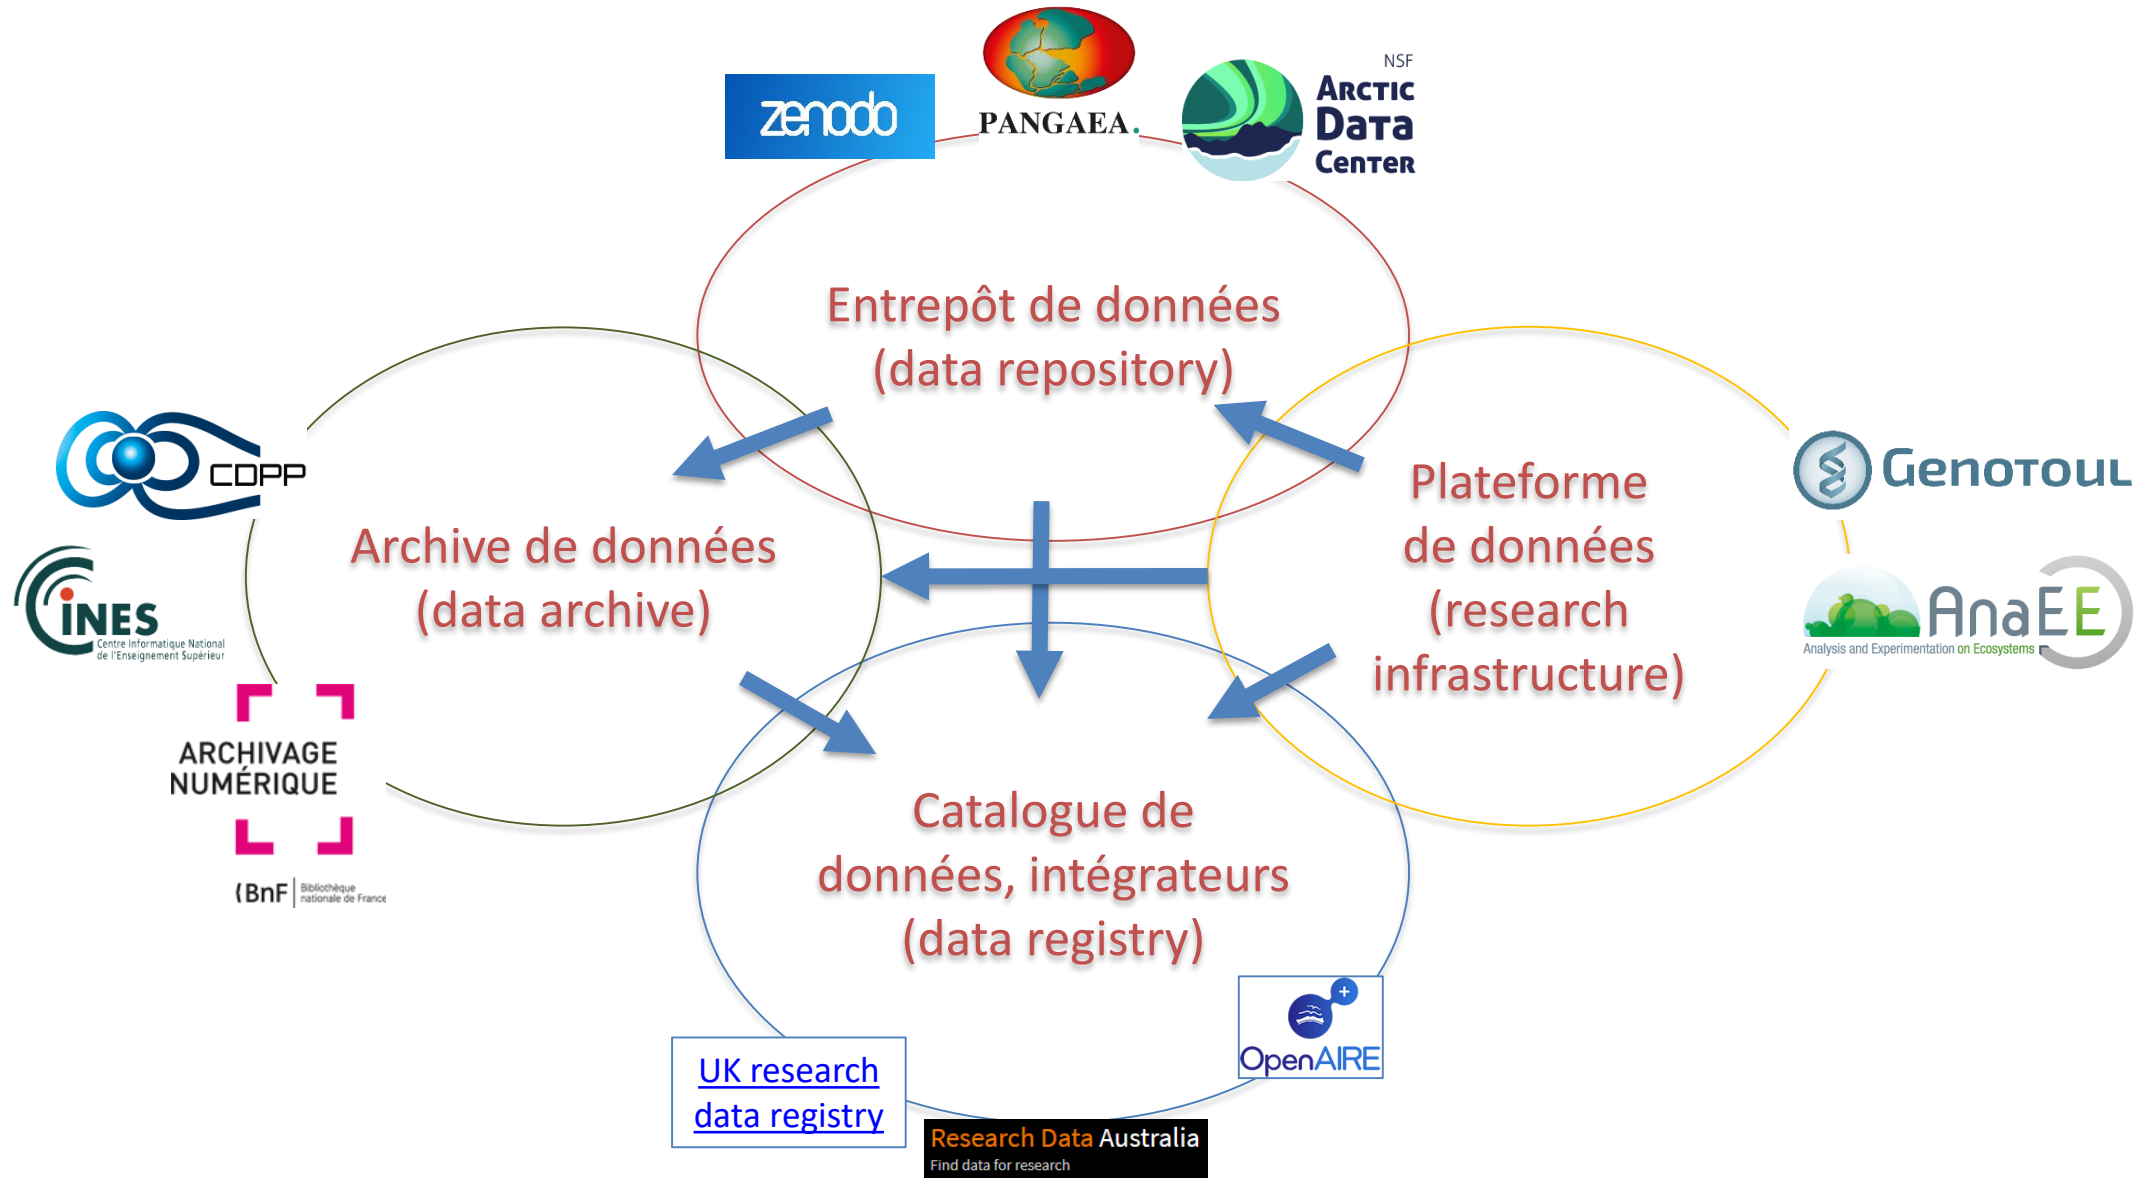 zenodo
PANGAEA.
NSF
ARCTIC
DATA
CENTER
Entrepôt de données
(data repository)
CDPP
CINES
Centre Informatique National
de l'Enseignement Supérieur
Archive de données
(data archive)
Plateforme
de données
(research
infrastructure)
GENOTOUL
AnaEE
Analysis and Experimentation on Ecosystems
ARCHIVAGE
NUMÉRIQUE
BnF
Bibliothèque
nationale de France
Catalogue de
données, intégrateurs
(data registry)
OpenAIRE
UK research
data registry
Research Data Australia
Find data for research